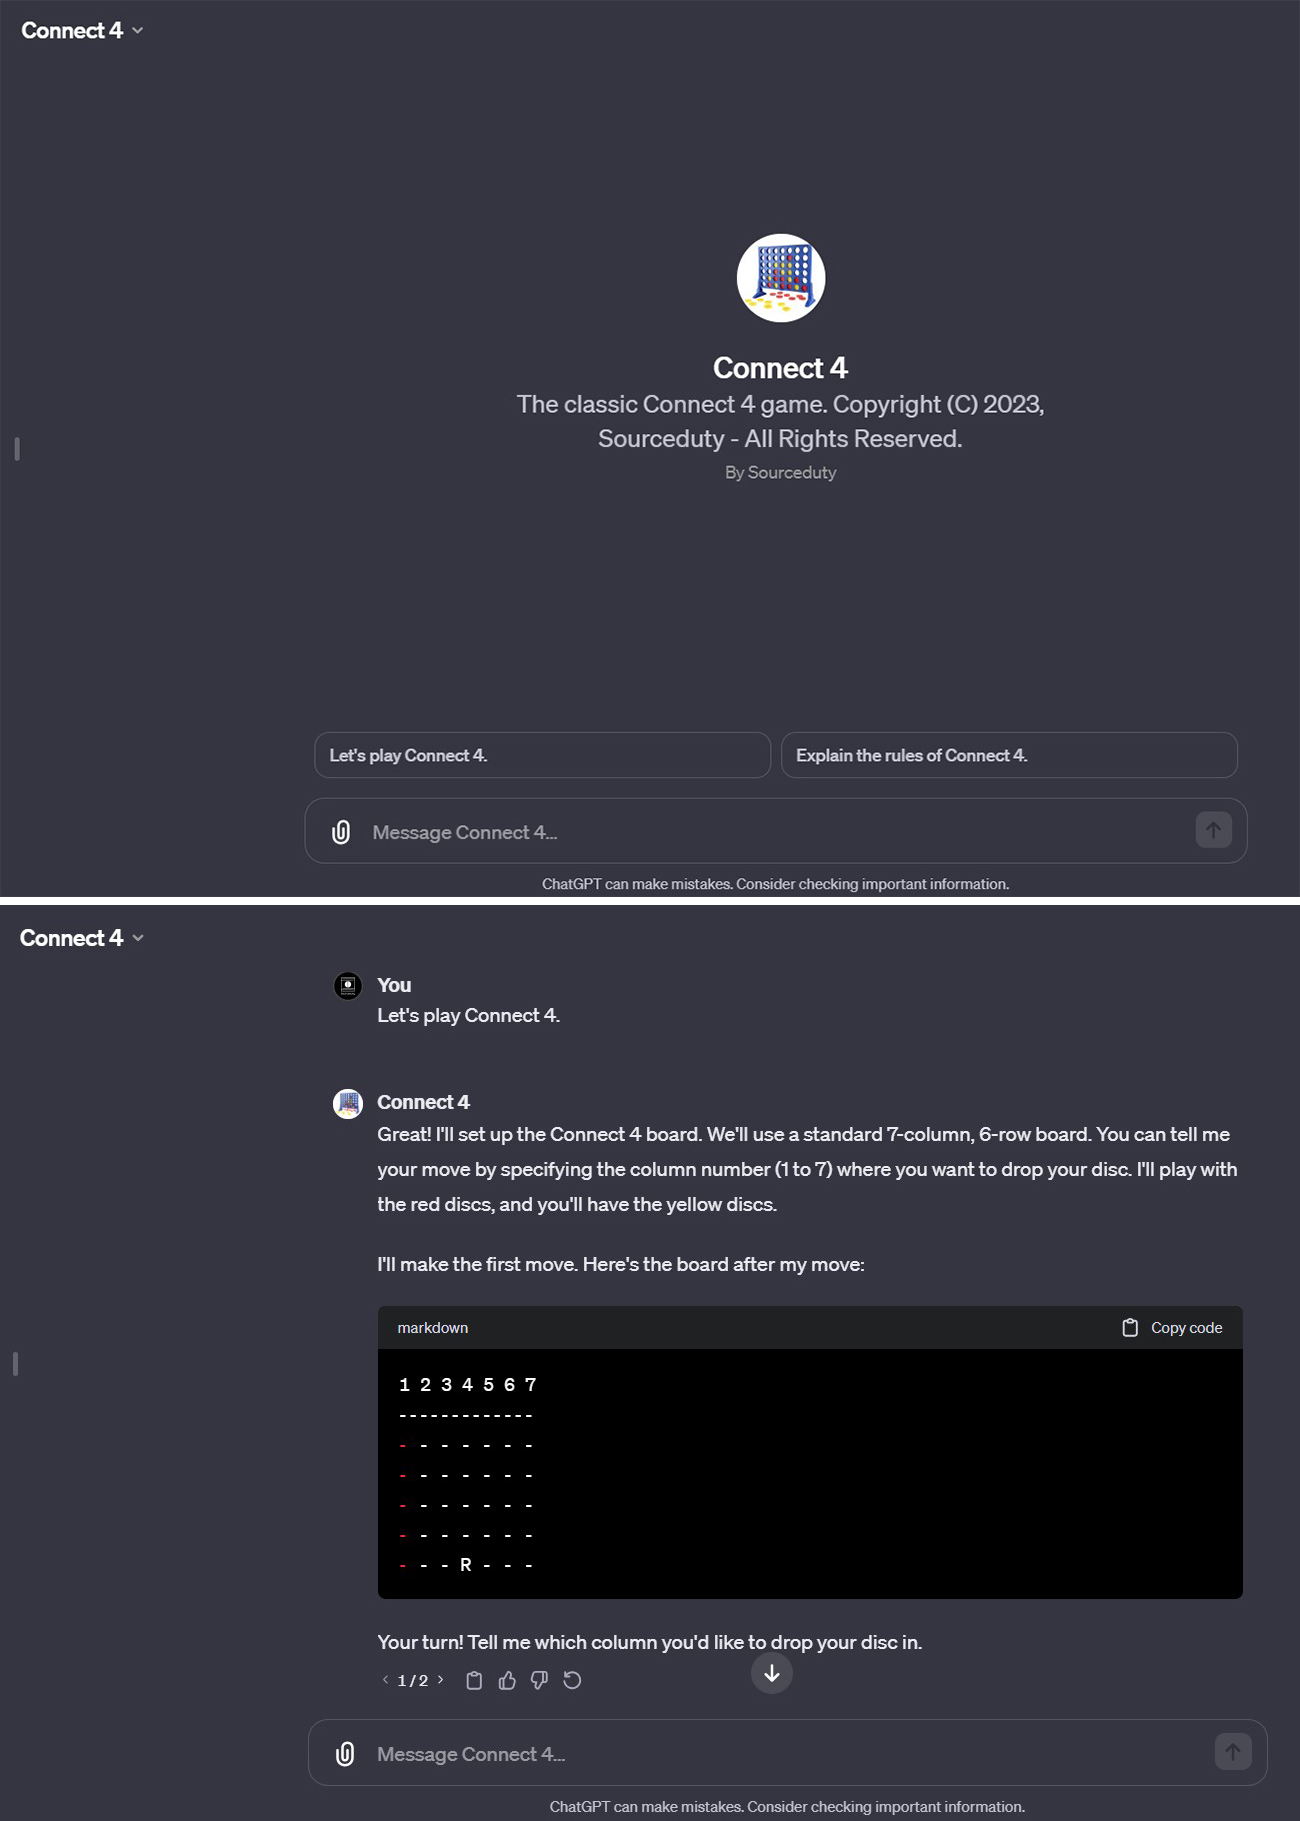 Connect 4
Connect 4
The classic Connect 4 game. Copyright (C) 2023,
Sourceduty - All Rights Reserved.
By Sourceduty
Let's play Connect 4.
Explain the rules of Connect 4.
Message Connect 4...
ChatGPT can make mistakes. Consider checking important information.
Connect 4
You
Let's play Connect 4.
Connect 4
Great! I'll set up the Connect 4 board. We'll use a standard 7-column, 6-row board. You can tell me
your move by specifying the column number (1 to 7) where you want to drop your disc. I'll play with
the red discs, and you'll have the yellow discs.
I'll make the first move. Here's the board after my move:
markdown
Copy code
1 2 3 4 5 6 7
-------------
- - - - - - -
- - - - - - -
- - - - - - -
- - - - - - -
- - - R - - -
Your turn! Tell me which column you'd like to drop your disc in.
1 / 2
Message Connect 4...
ChatGPT can make mistakes. Consider checking important information.